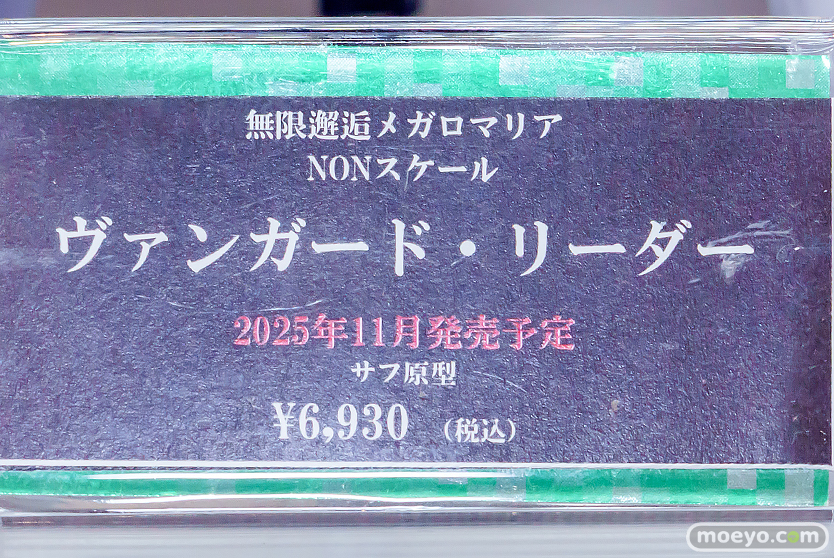 無限邂逅メガロマリア
NONスケール
ヴァンガード・リーダー
2025年11月発売予定
サフ原型
¥6,930 (税込)
moeyo.com